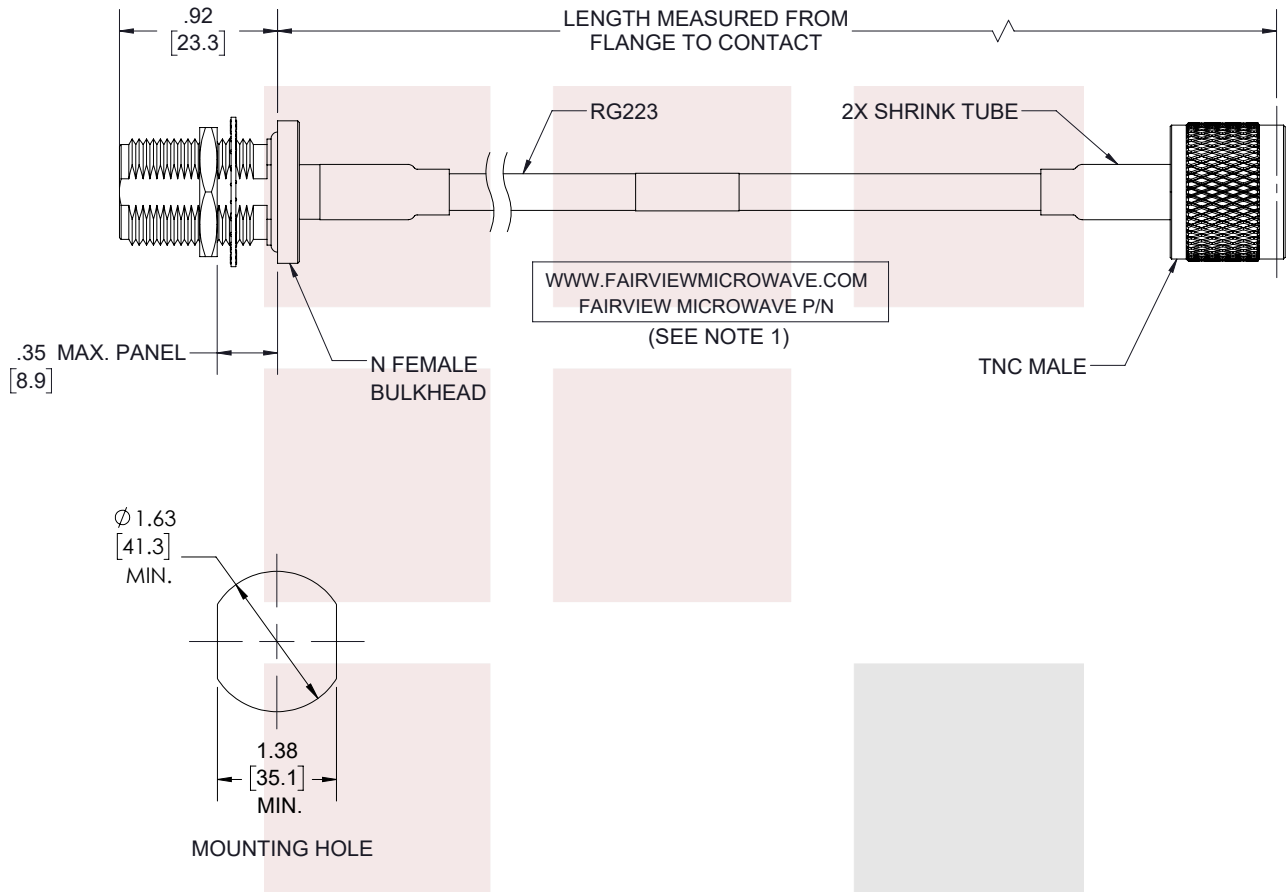 .92
[23.3]
LENGTH MEASURED FROM
FLANGE TO CONTACT
RG223
2X SHRINK TUBE
WWW.FAIRVIEWMICROWAVE.COM
FAIRVIEW MICROWAVE P/N
(SEE NOTE 1)
.35 MAX. PANEL
[8.9]
N FEMALE
BULKHEAD
TNC MALE
Ø 1.63
[41.3]
MIN.
1.38
[35.1]
MIN.
MOUNTING HOLE